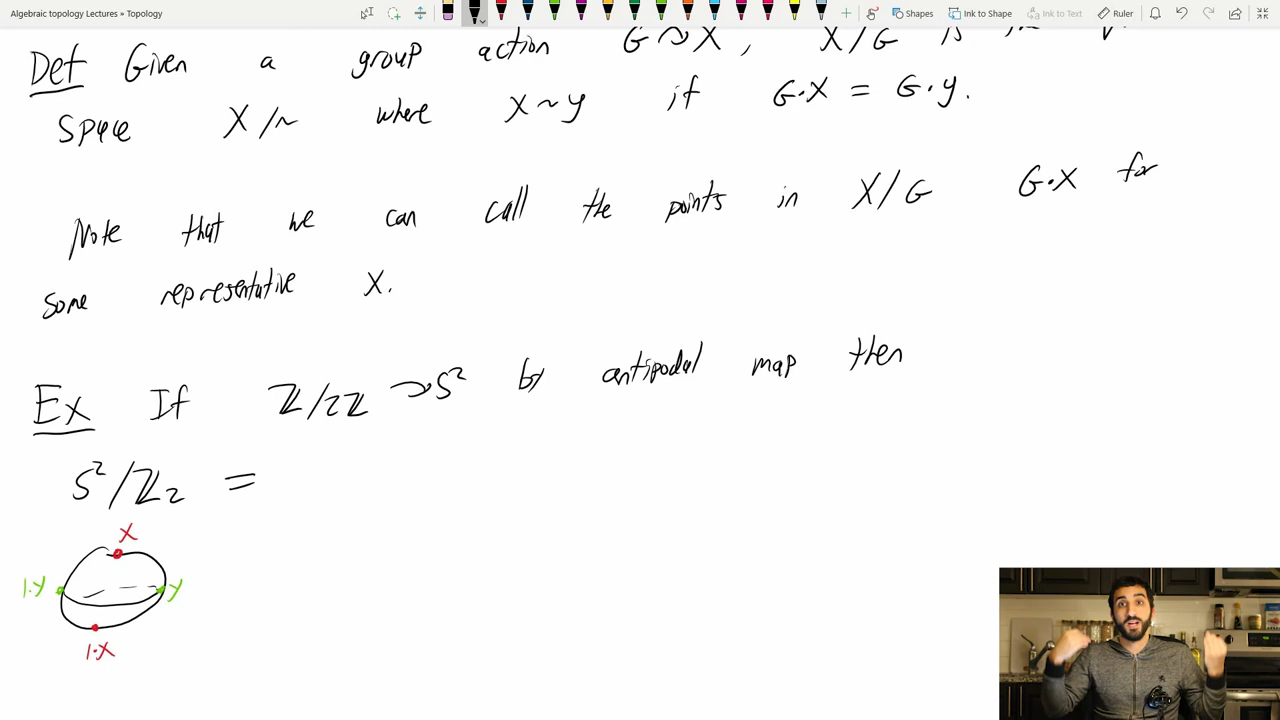 Algebraic topology Lectures » Topology
Shapes Ink to Shape Ink to Text Ruler
Def Given a group action G ↷ X, X/G is
Space X/~ where x ~ y if G·x = G·y.
Note that we can call the points in X/G G·x for
some representative x.
Ex If ℤ/2ℤ ↷ S² by antipodal map then
S²/ℤ₂ =
x
1·y y
1·x